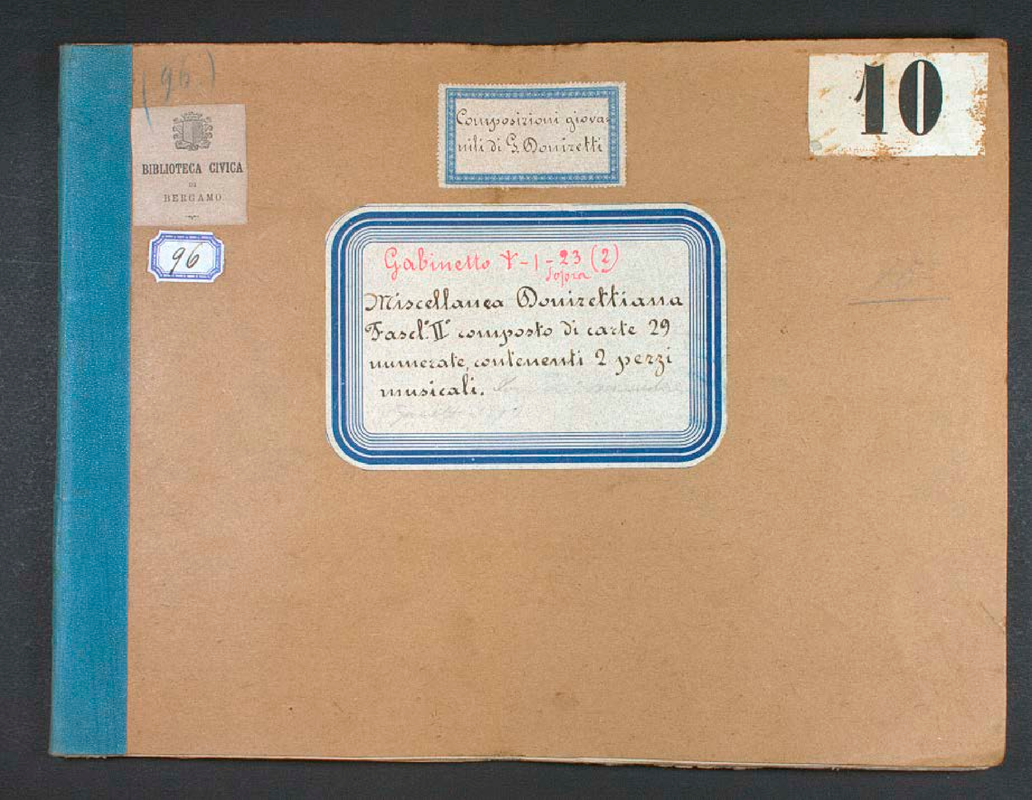 (96)
BIBLIOTECA CIVICA
DI
BERGAMO
96
Composizioni giova-
nili di G. Donizetti
10
Gabinetto Y-1-23 (2)
Sopra
Miscellanea Donizettiana
Fascl.º IIº composto di carte 29
numerate, contenenti 2 pezzi
musicali.